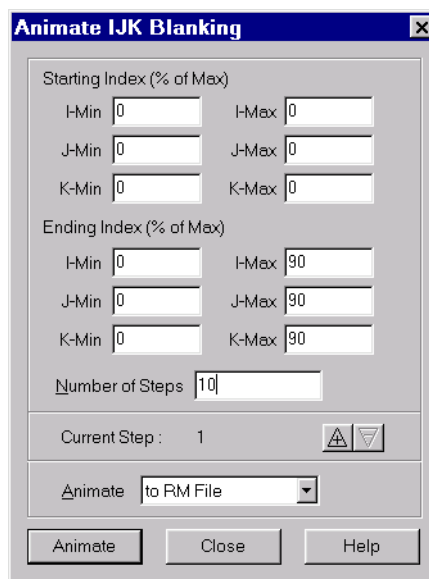 Animate IJK Blanking
Starting Index (% of Max)
I-Min 0 I-Max 0
J-Min 0 J-Max 0
K-Min 0 K-Max 0
Ending Index (% of Max)
I-Min 0 I-Max 90
J-Min 0 J-Max 90
K-Min 0 K-Max 90
Number of Steps 10
Current Step : 1
Animate to RM File
Animate Close Help